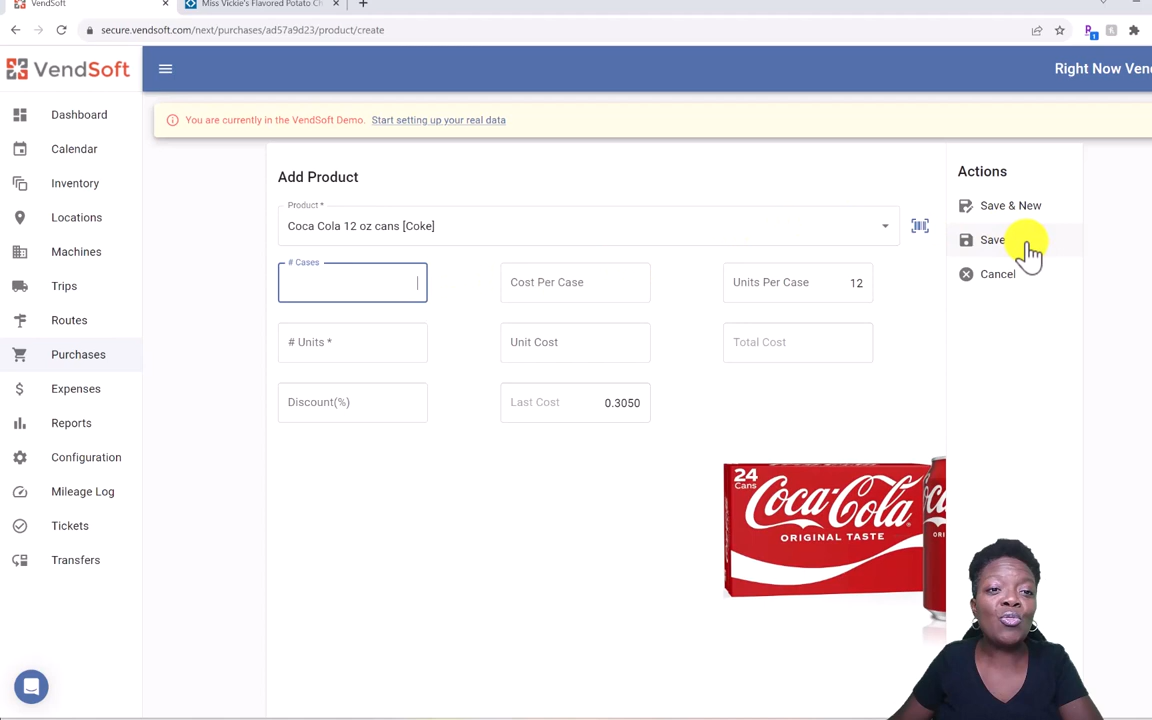 VendSoft
Miss Vickie's Flavored Potato Ch
secure.vendsoft.com/next/purchases/ad57a9d23/product/create
1
VendSoft
Right Now Ven
You are currently in the VendSoft Demo. Start setting up your real data
Dashboard
Calendar
Inventory
Locations
Machines
Trips
Routes
Purchases
Expenses
Reports
Configuration
Mileage Log
Tickets
Transfers
Add Product
Product *
Coca Cola 12 oz cans [Coke]
# Cases
Cost Per Case
Units Per Case 12
# Units *
Unit Cost
Total Cost
Discount(%)
Last Cost 0.3050
24
Cans
Coca-Cola
ORIGINAL TASTE
Actions
Save & New
Save
Cancel